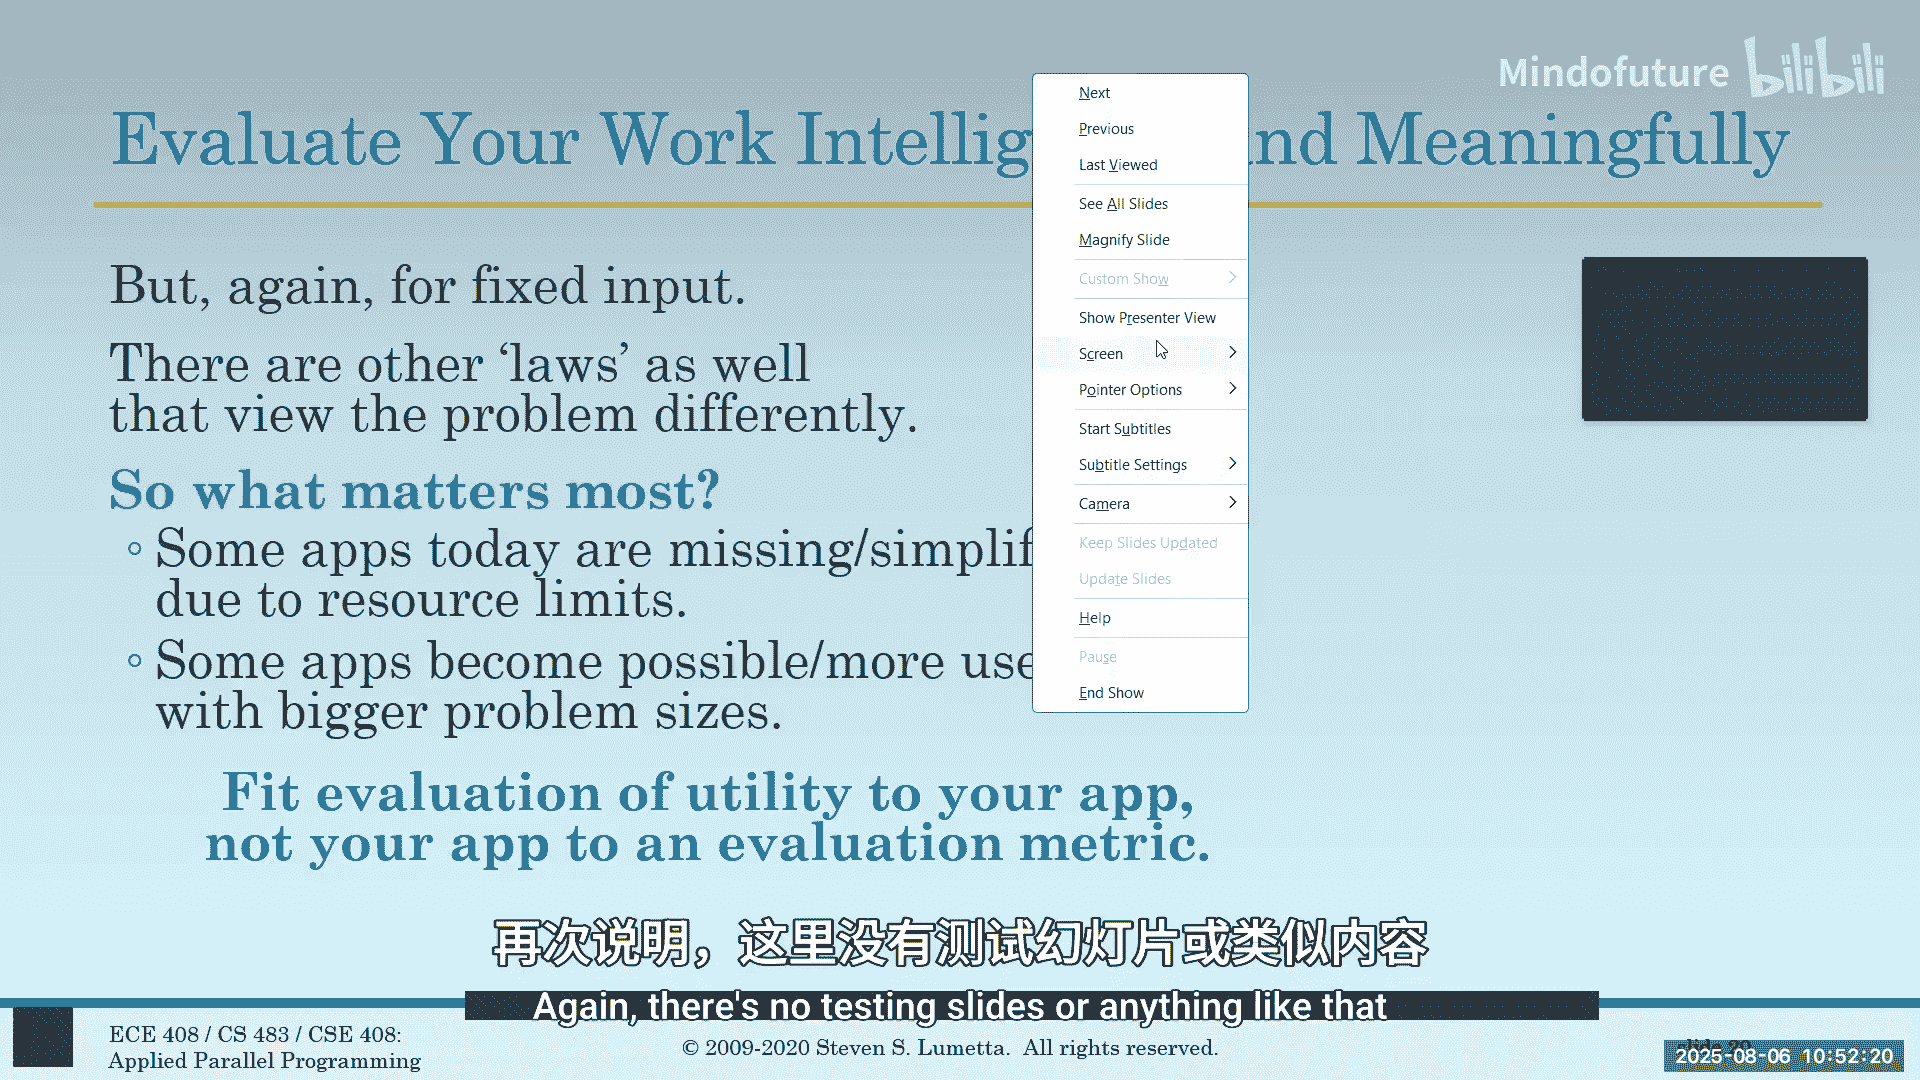 Mindofuture bilibili
Evaluate Your Work Intellig nd Meaningfully
But, again, for fixed input.
There are other ‘laws’ as well
that view the problem differently.
So what matters most?
◦ Some apps today are missing/simplif
due to resource limits.
◦ Some apps become possible/more use
with bigger problem sizes.
Fit evaluation of utility to your app,
not your app to an evaluation metric.
Next
Previous
Last Viewed
See All Slides
Magnify Slide
Custom Show
Show Presenter View
Screen
Pointer Options
Start Subtitles
Subtitle Settings
Camera
Keep Slides Updated
Update Slides
Help
Pause
End Show
再次说明，这里没有测试幻灯片或类似内容
Again, there's no testing slides or anything like that
ECE 408 / CS 483 / CSE 408:
Applied Parallel Programming
© 2009-2020 Steven S. Lumetta. All rights reserved.
2025-08-06 10:52:20